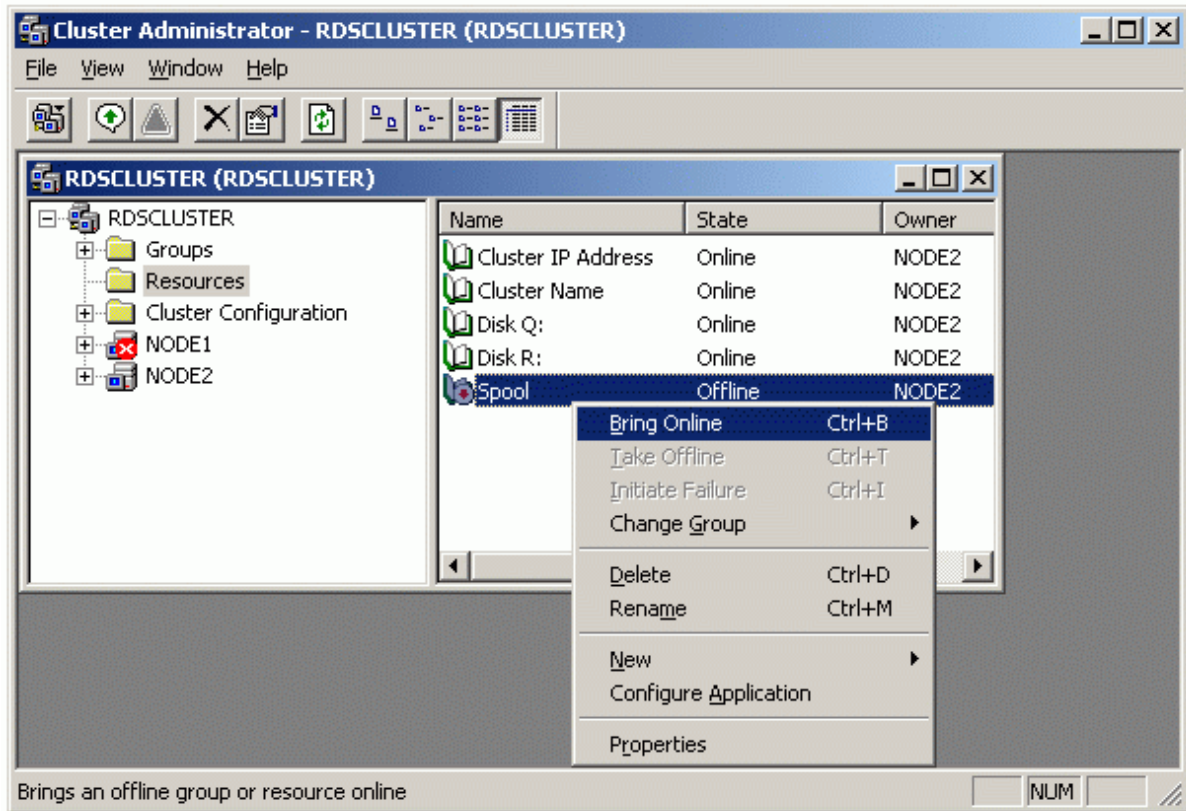 Cluster Administrator - RDSCLUSTER (RDSCLUSTER)
File View Window Help
RDSCLUSTER (RDSCLUSTER)
RDSCLUSTER
Groups
Resources
Cluster Configuration
NODE1
NODE2
Name State Owner
Cluster IP Address Online NODE2
Cluster Name Online NODE2
Disk Q: Online NODE2
Disk R: Online NODE2
Spool Offline NODE2
Bring Online Ctrl+B
Take Offline Ctrl+T
Initiate Failure Ctrl+I
Change Group
Delete Ctrl+D
Rename Ctrl+M
New
Configure Application
Properties
Brings an offline group or resource online NUM